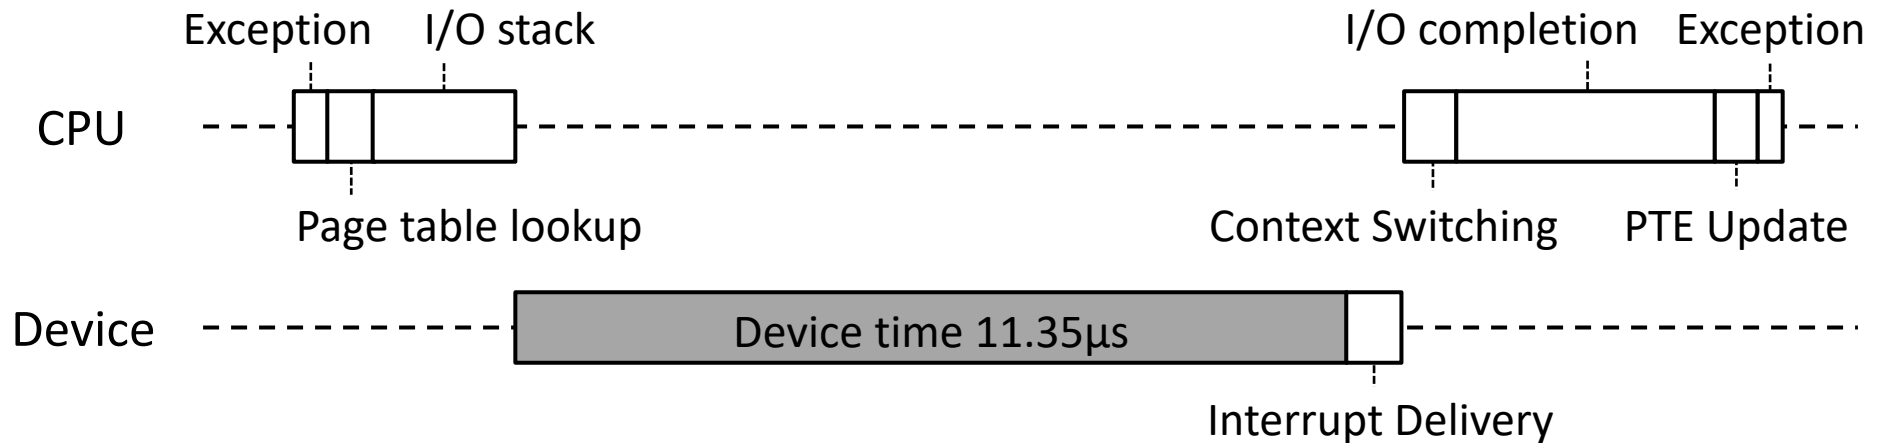 Exception I/O stack I/O completion Exception
CPU
Page table lookup Context Switching PTE Update
Device Device time 11.35μs
Interrupt Delivery